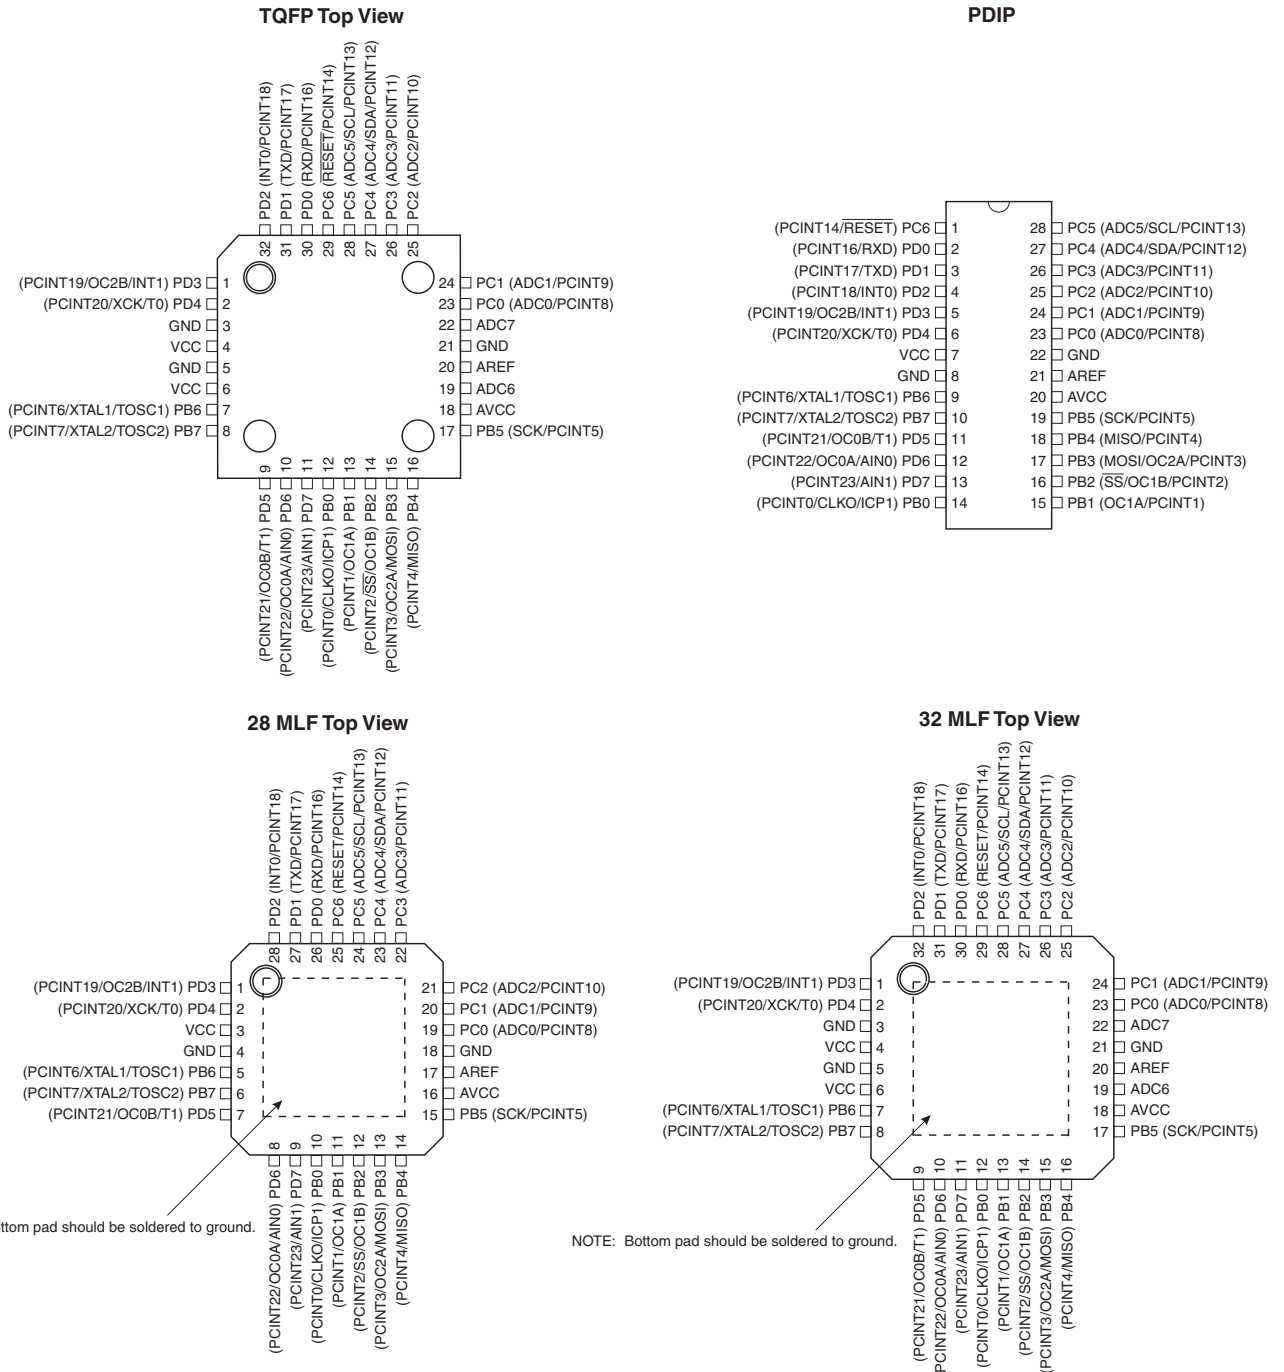 TQFP Top View
PD2 (INT0/PCINT18)
PD1 (TXD/PCINT17)
PD0 (RXD/PCINT16)
PC6 (RESET/PCINT14)
PC5 (ADC5/SCL/PCINT13)
PC4 (ADC4/SDA/PCINT12)
PC3 (ADC3/PCINT11)
PC2 (ADC2/PCINT10)
32 31 30 29 28 27 26 25
(PCINT19/OC2B/INT1) PD3 1
(PCINT20/XCK/T0) PD4 2
GND 3
VCC 4
GND 5
VCC 6
(PCINT6/XTAL1/TOSC1) PB6 7
(PCINT7/XTAL2/TOSC2) PB7 8
24 PC1 (ADC1/PCINT9)
23 PC0 (ADC0/PCINT8)
22 ADC7
21 GND
20 AREF
19 ADC6
18 AVCC
17 PB5 (SCK/PCINT5)
9 10 11 12 13 14 15 16
(PCINT21/OC0B/T1) PD5
(PCINT22/OC0A/AIN0) PD6
(PCINT23/AIN1) PD7
(PCINT0/CLKO/ICP1) PB0
(PCINT1/OC1A) PB1
(PCINT2/SS/OC1B) PB2
(PCINT3/OC2A/MOSI) PB3
(PCINT4/MISO) PB4
PDIP
(PCINT14/RESET) PC6 1
(PCINT16/RXD) PD0 2
(PCINT17/TXD) PD1 3
(PCINT18/INT0) PD2 4
(PCINT19/OC2B/INT1) PD3 5
(PCINT20/XCK/T0) PD4 6
VCC 7
GND 8
(PCINT6/XTAL1/TOSC1) PB6 9
(PCINT7/XTAL2/TOSC2) PB7 10
(PCINT21/OC0B/T1) PD5 11
(PCINT22/OC0A/AIN0) PD6 12
(PCINT23/AIN1) PD7 13
(PCINT0/CLKO/ICP1) PB0 14
28 PC5 (ADC5/SCL/PCINT13)
27 PC4 (ADC4/SDA/PCINT12)
26 PC3 (ADC3/PCINT11)
25 PC2 (ADC2/PCINT10)
24 PC1 (ADC1/PCINT9)
23 PC0 (ADC0/PCINT8)
22 GND
21 AREF
20 AVCC
19 PB5 (SCK/PCINT5)
18 PB4 (MISO/PCINT4)
17 PB3 (MOSI/OC2A/PCINT3)
16 PB2 (SS/OC1B/PCINT2)
15 PB1 (OC1A/PCINT1)
28 MLF Top View
PD2 (INT0/PCINT18)
PD1 (TXD/PCINT17)
PD0 (RXD/PCINT16)
PC6 (RESET/PCINT14)
PC5 (ADC5/SCL/PCINT13)
PC4 (ADC4/SDA/PCINT12)
PC3 (ADC3/PCINT11)
28 27 26 25 24 23 22
(PCINT19/OC2B/INT1) PD3 1
(PCINT20/XCK/T0) PD4 2
VCC 3
GND 4
(PCINT6/XTAL1/TOSC1) PB6 5
(PCINT7/XTAL2/TOSC2) PB7 6
(PCINT21/OC0B/T1) PD5 7
21 PC2 (ADC2/PCINT10)
20 PC1 (ADC1/PCINT9)
19 PC0 (ADC0/PCINT8)
18 GND
17 AREF
16 AVCC
15 PB5 (SCK/PCINT5)
8 9 10 11 12 13 14
(PCINT22/OC0A/AIN0) PD6
(PCINT23/AIN1) PD7
(PCINT0/CLKO/ICP1) PB0
(PCINT1/OC1A) PB1
(PCINT2/SS/OC1B) PB2
(PCINT3/OC2A/MOSI) PB3
(PCINT4/MISO) PB4
pad should be soldered to ground.
32 MLF Top View
PD2 (INT0/PCINT18)
PD1 (TXD/PCINT17)
PD0 (RXD/PCINT16)
PC6 (RESET/PCINT14)
PC5 (ADC5/SCL/PCINT13)
PC4 (ADC4/SDA/PCINT12)
PC3 (ADC3/PCINT11)
PC2 (ADC2/PCINT10)
32 31 30 29 28 27 26 25
(PCINT19/OC2B/INT1) PD3 1
(PCINT20/XCK/T0) PD4 2
GND 3
VCC 4
GND 5
VCC 6
(PCINT6/XTAL1/TOSC1) PB6 7
(PCINT7/XTAL2/TOSC2) PB7 8
24 PC1 (ADC1/PCINT9)
23 PC0 (ADC0/PCINT8)
22 ADC7
21 GND
20 AREF
19 ADC6
18 AVCC
17 PB5 (SCK/PCINT5)
9 10 11 12 13 14 15 16
(PCINT21/OC0B/T1) PD5
(PCINT22/OC0A/AIN0) PD6
(PCINT23/AIN1) PD7
(PCINT0/CLKO/ICP1) PB0
(PCINT1/OC1A) PB1
(PCINT2/SS/OC1B) PB2
(PCINT3/OC2A/MOSI) PB3
(PCINT4/MISO) PB4
NOTE: Bottom pad should be soldered to ground.